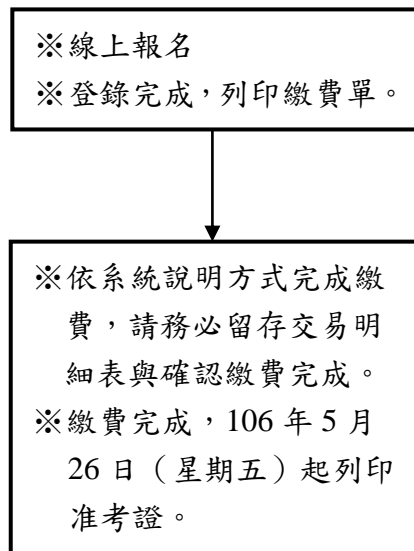 ※線上報名
※登錄完成，列印繳費單。
※依系統說明方式完成繳
費，請務必留存交易明
細表與確認繳費完成。
※繳費完成，106 年 5 月
26 日（星期五）起列印
准考證。